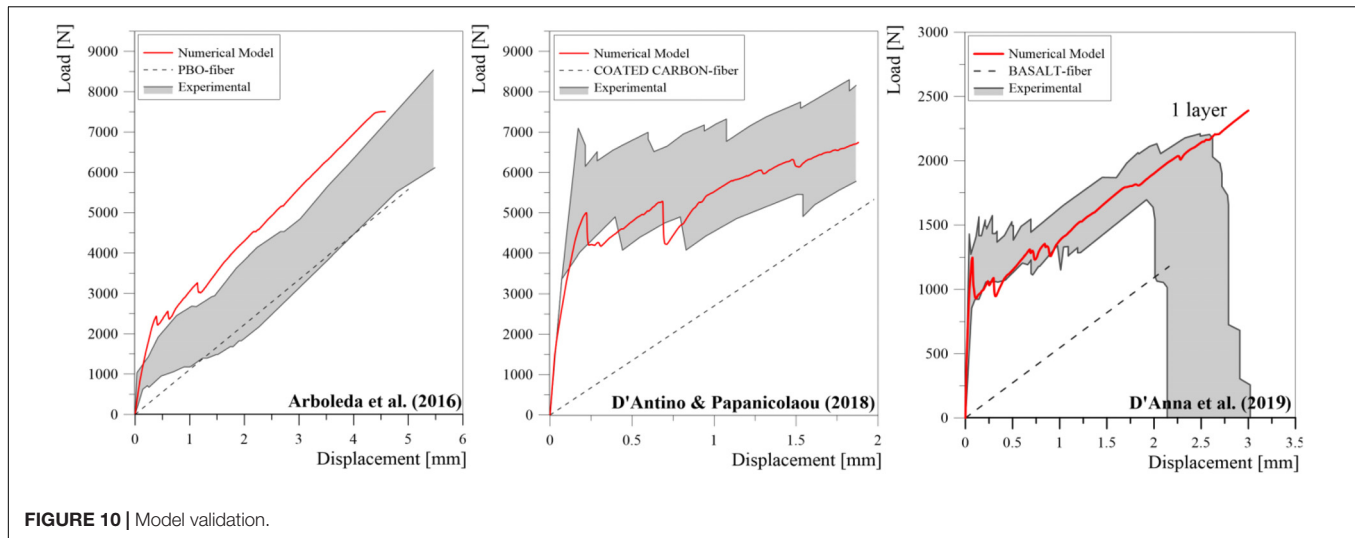 Load [N]
9000
8000
7000
6000
5000
4000
3000
2000
1000
0
Numerical Model
PBO-fiber
Experimental
Arboleda et al. (2016)
0 1 2 3 4 5 6
Displacement [mm]
Load [N]
9000
8000
7000
6000
5000
4000
3000
2000
1000
0
Numerical Model
COATED CARBON-fiber
Experimental
D'Antino & Papanicolaou (2018)
0 0.5 1 1.5 2
Displacement [mm]
Load [N]
3000
2500
2000
1500
1000
500
0
Numerical Model
BASALT-fiber
Experimental
1 layer
D'Anna et al. (2019)
0 0.5 1 1.5 2 2.5 3 3.5
Displacement [mm]
FIGURE 10 | Model validation.